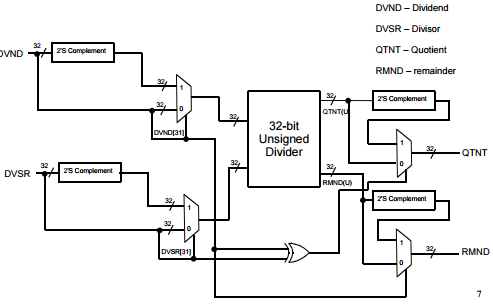 DVND – Dividend
DVSR – Divisor
QTNT – Quotient
RMND – remainder
DVND
32
2'S Complement
32
1
32
0
DVND[31]
32
32-bit
Unsigned
Divider
32
QTNT(U
2'S Complement
1
0
32
QTNT
DVSR
32
2'S Complement
32
1
32
0
DVSR[31]
32
32
RMND(U)
2'S Complement
1
0
32
RMND
7